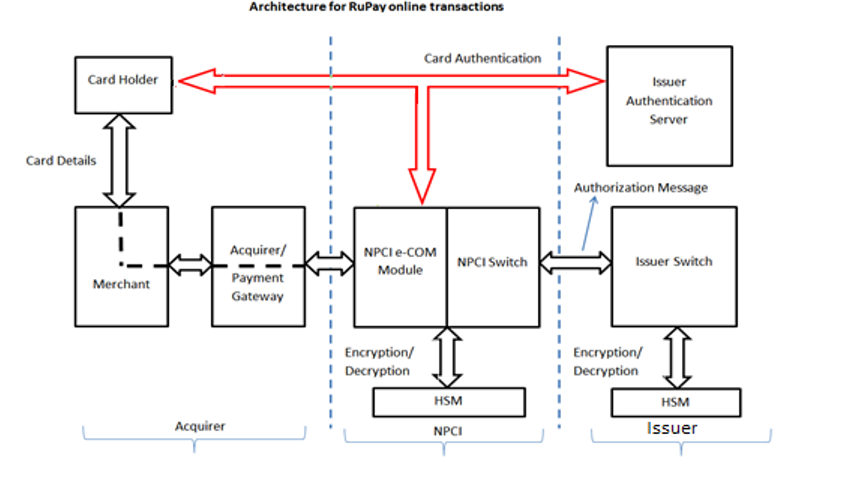 Architecture for RuPay online transactions
Card Authentication
Card Holder
Issuer
Authentication
Server
Card Details
Authorization Message
Merchant
Acquirer/
Payment
Gateway
NPCI e-COM
Module
NPCI Switch
Issuer Switch
Encryption/
Decryption
Encryption/
Decryption
HSM
HSM
Acquirer
NPCI
Issuer